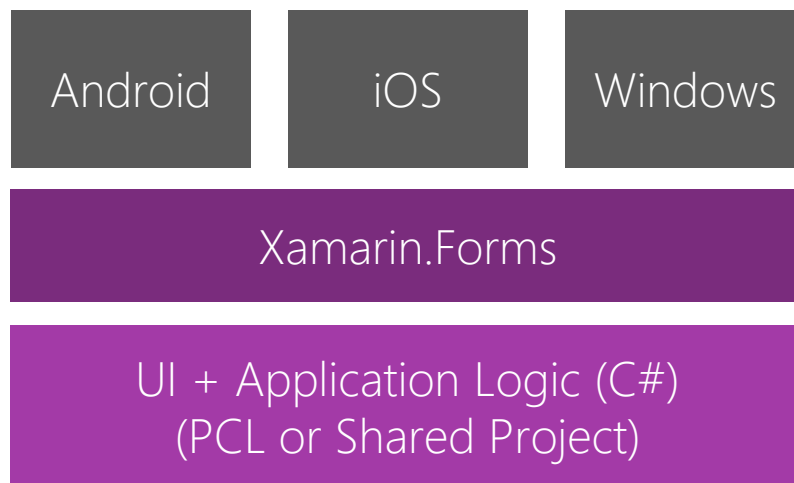 Android
iOS
Windows
Xamarin.Forms
UI + Application Logic (C#)
(PCL or Shared Project)